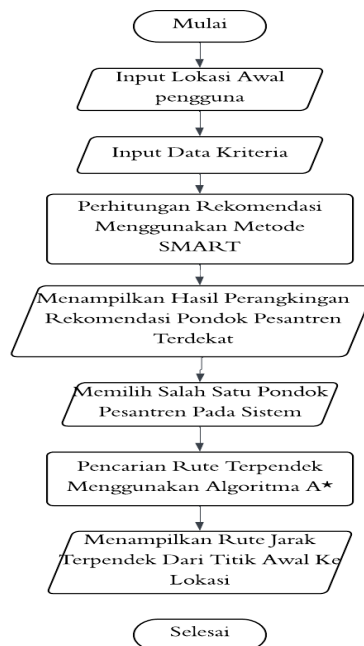 Mulai
Input Lokasi Awal
pengguna
Input Data Kriteria
Perhitungan Rekomendasi
Menggunakan Metode
SMART
Menampilkan Hasil Perangkingan
Rekomendasi Pondok Pesantren
Terdekat
Memilih Salah Satu Pondok
Pesantren Pada Sistem
Pencarian Rute Terpendek
Menggunakan Algoritma A*
Menampilkan Rute Jarak
Terpendek Dari Titik Awal Ke
Lokasi
Selesai